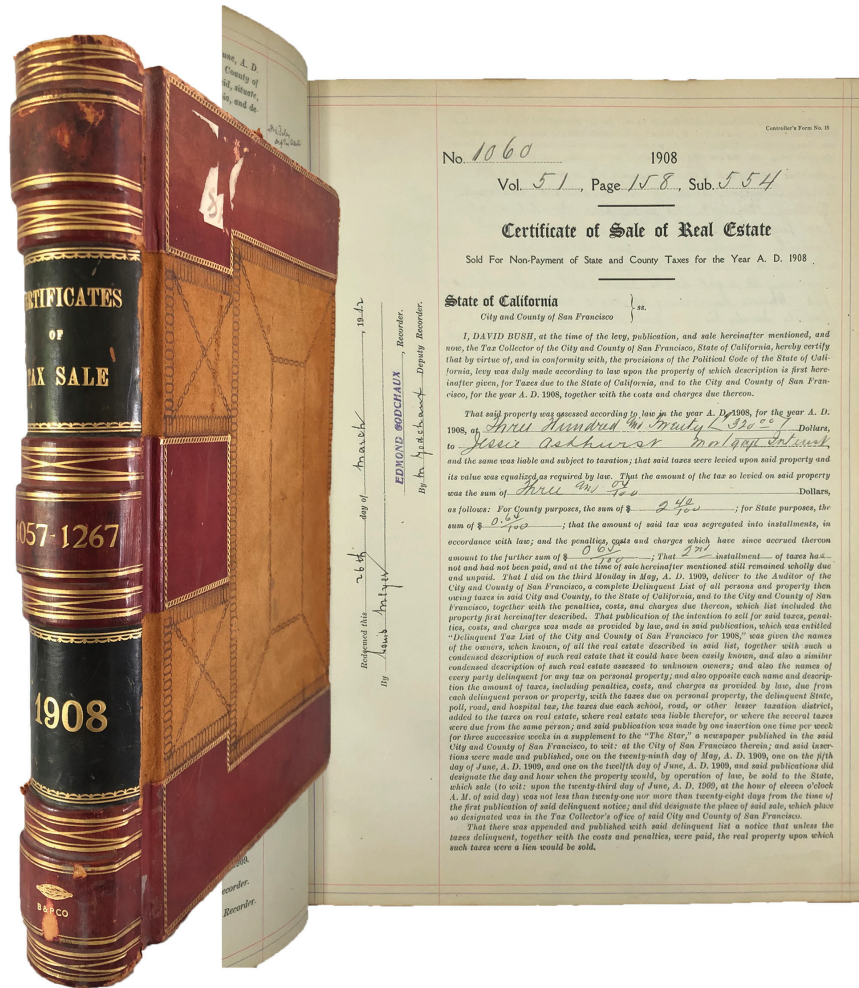 CERTIFICATES
OF
TAX SALE
1057-1267
1908
B&PCO
une, A. D.
County of
id, situate,
io, and de-
1909.
ecorder.
Recorder.
Redeemed this 26th day of march, 1942
By Louis Meyer
EDMOND GODCHAUX, Recorder.
By M Godchaux Deputy Recorder.
Controller's Form No. 18
No. 1060 1908
Vol. 51, Page 158, Sub. 554
Certificate of Sale of Real Estate
Sold For Non-Payment of State and County Taxes for the Year A. D. 1908.
State of California
City and County of San Francisco } ss.
I, DAVID BUSH, at the time of the levy, publication, and sale hereinafter mentioned, and
now, the Tax Collector of the City and County of San Francisco, State of California, hereby certify
that by virtue of, and in conformity with, the provisions of the Political Code of the State of Cali-
fornia, levy was duly made according to law upon the property of which description is first here-
inafter given, for Taxes due to the State of California, and to the City and County of San Fran-
cisco, for the year A. D. 1908, together with the costs and charges due thereon.
That said property was assessed according to law in the year A. D. 1908, for the year A. D.
1908, at Three Hundred and Twenty 320 00/ Dollars,
to Jessie Ashhurst Mortgage Interest,
and the same was liable and subject to taxation; that said taxes were levied upon said property and
its value was equalized as required by law. That the amount of the tax so levied on said property
was the sum of Three and 04/100 Dollars,
as follows: For County purposes, the sum of $ 2 40/100; for State purposes, the
sum of $ 0.64/100; that the amount of said tax was segregated into installments, in
accordance with law; and the penalties, costs and charges which have since accrued thereon
amount to the further sum of $ 0 65/100; That 2nd installment of taxes had
not and had not been paid, and at the time of sale hereinafter mentioned still remained wholly due
and unpaid. That I did on the third Monday in May, A. D. 1909, deliver to the Auditor of the
City and County of San Francisco, a complete Delinquent List of all persons and property then
owing taxes in said City and County, to the State of California, and to the City and County of San
Francisco, together with the penalties, costs, and charges due thereon, which list included the
property first hereinafter described. That publication of the intention to sell for said taxes, penal-
ties, costs, and charges was made as provided by law, and in said publication, which was entitled
"Delinquent Tax List of the City and County of San Francisco for 1908," was given the names
of the owners, when known, of all the real estate described in said list, together with such a
condensed description of such real estate that it could have been easily known, and also a similar
condensed description of such real estate assessed to unknown owners; and also the names of
every party delinquent for any tax on personal property; and also opposite each name and descrip-
tion the amount of taxes, including penalties, costs, and charges as provided by law, due from
each delinquent person or property, with the taxes due on personal property, the delinquent State,
poll, road, and hospital tax, the taxes due each school, road, or other lesser taxation district,
added to the taxes on real estate, where real estate was liable therefor, or where the several taxes
were due from the same person; and said publication was made by one insertion one time per week
for three successive weeks in a supplement to the "The Star," a newspaper published in the said
City and County of San Francisco, to wit: at the City of San Francisco therein; and said inser-
tions were made and published, one on the twenty-ninth day of May, A. D. 1909, one on the fifth
day of June, A. D. 1909, and one on the twelfth day of June, A. D. 1909, and said publications did
designate the day and hour when the property would, by operation of law, be sold to the State,
which sale (to wit: upon the twenty-third day of June, A. D. 1909, at the hour of eleven o'clock
A. M. of said day) was not less than twenty-one nor more than twenty-eight days from the time of
the first publication of said delinquent notice; and did designate the place of said sale, which place
so designated was in the Tax Collector's office of said City and County of San Francisco.
That there was appended and published with said delinquent list a notice that unless the
taxes delinquent, together with the costs and penalties, were paid, the real property upon which
such taxes were a lien would be sold.